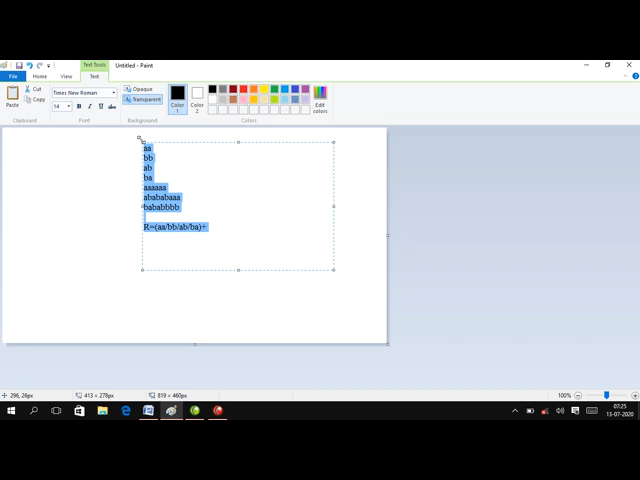 Text Tools
Untitled - Paint
File
Home
View
Text
Paste
Cut
Copy
Clipboard
Times New Roman
14
B I U abc
Font
Opaque
Transparent
Background
Color 1
Color 2
Edit colors
Colors
aa
bb
ab
ba
aaaaaa
abababaaa
bababbbb
R=(aa/bb/ab/ba)+
296, 26px
413 × 278px
819 × 460px
100%
07:25
13-07-2020